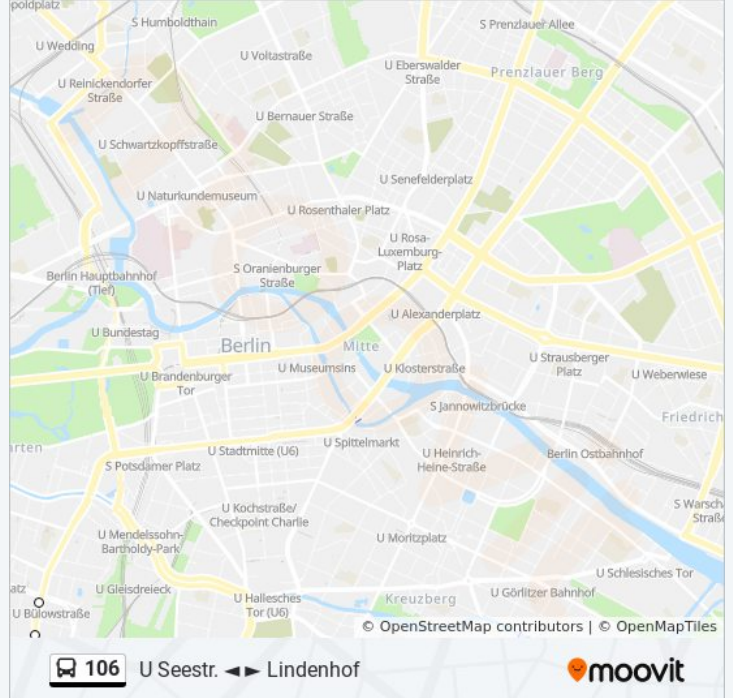 poldplatz
S Humboldthain
S Prenzlauer Allee
U Wedding
U Voltastraße
U Eberswalder
Straße
Prenzlauer Berg
U Reinickendorfer
Straße
U Bernauer Straße
U Schwartzkopffstraße
U Senefelderplatz
U Naturkundemuseum
U Rosenthaler Platz
U Rosa-
Luxemburg-
Platz
Berlin Hauptbahnhof
(Tief)
S Oranienburger
Straße
U Alexanderplatz
U Bundestag
Berlin
Mitte
U Museumsins
U Klosterstraße
U Strausberger
Platz
U Weberwiese
U Brandenburger
Tor
S Jannowitzbrücke
Friedrich
arten
U Stadtmitte (U6)
U Spittelmarkt
U Heinrich-
Heine-Straße
Berlin Ostbahnhof
S Potsdamer Platz
S Warsch
Straße
U Kochstraße/
Checkpoint Charlie
U Mendelssohn-
Bartholdy-Park
U Moritzplatz
U Schlesisches Tor
atz
U Gleisdreieck
U Hallesches
Tor (U6)
Kreuzberg
U Görlitzer Bahnhof
U Bülowstraße
© OpenStreetMap contributors | © OpenMapTiles
106 U Seestr. ◄ ► Lindenhof
moovit